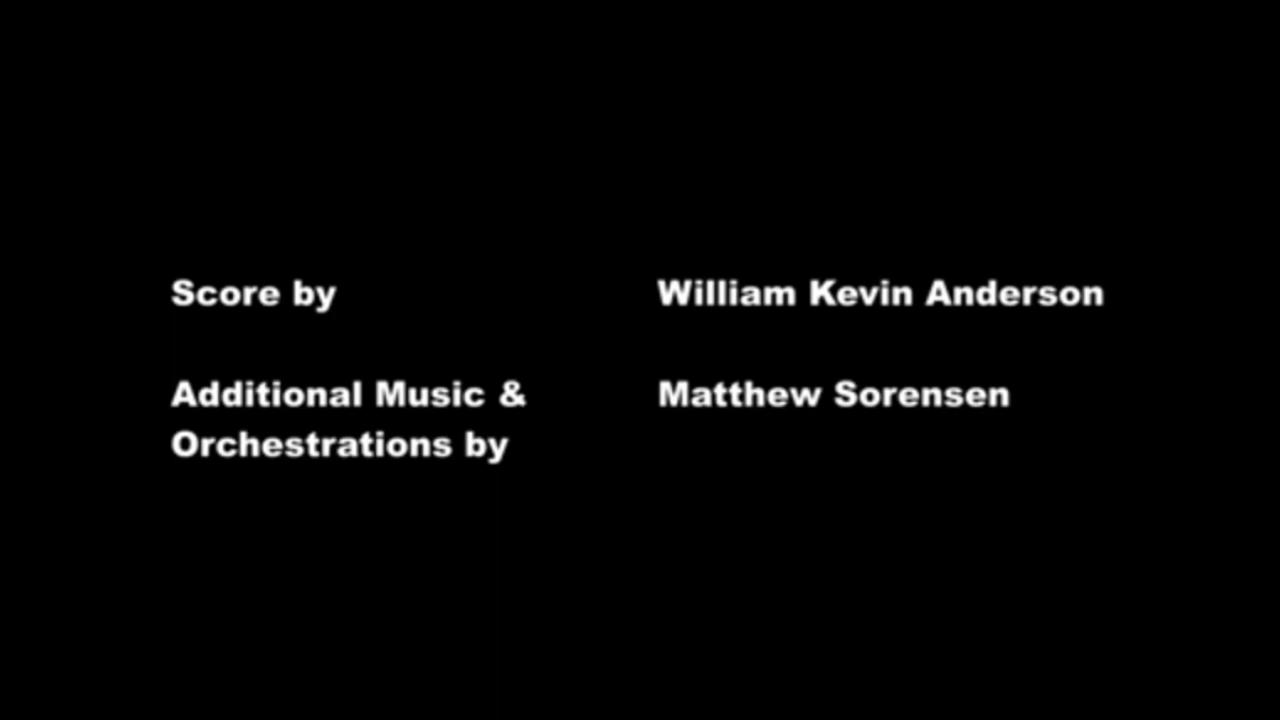 Score by William Kevin Anderson
Additional Music & Matthew Sorensen
Orchestrations by